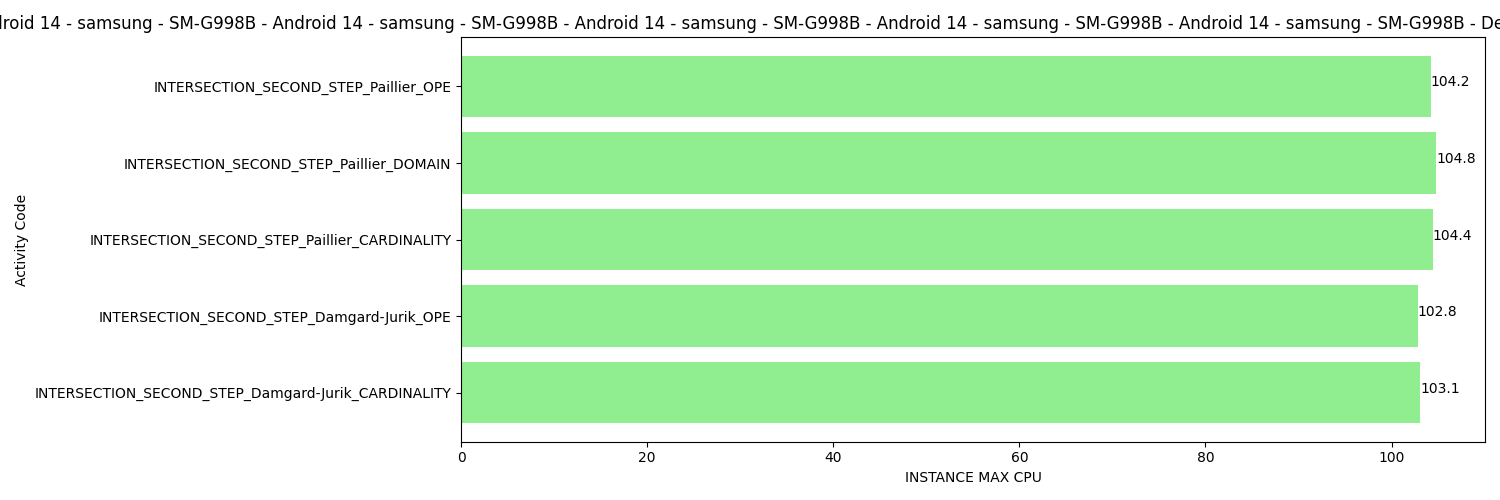 droid 14 - samsung - SM-G998B - Android 14 - samsung - SM-G998B - Android 14 - samsung - SM-G998B - Android 14 - samsung - SM-G998B - Android 14 - samsung - SM-G998B - De
INTERSECTION_SECOND_STEP_Paillier_OPE
104.2
INTERSECTION_SECOND_STEP_Paillier_DOMAIN
104.8
INTERSECTION_SECOND_STEP_Paillier_CARDINALITY
104.4
INTERSECTION_SECOND_STEP_Damgard-Jurik_OPE
102.8
INTERSECTION_SECOND_STEP_Damgard-Jurik_CARDINALITY
103.1
Activity Code
0 20 40 60 80 100
INSTANCE MAX CPU